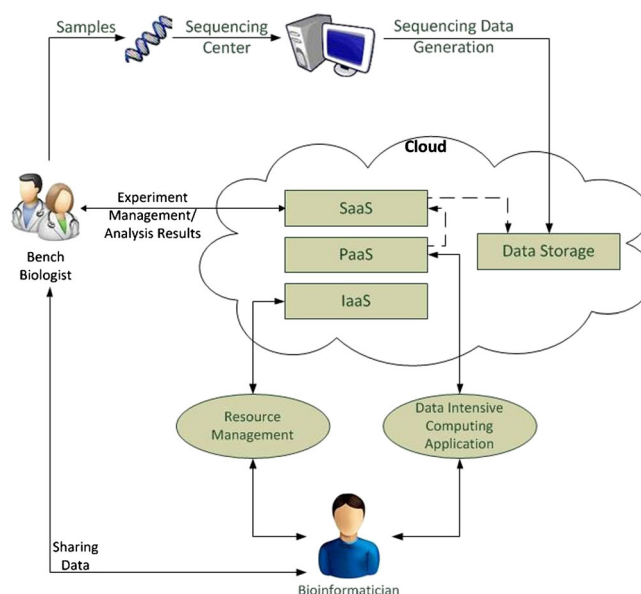 Samples
Sequencing
Center
Sequencing Data
Generation
Cloud
Experiment
Management/
Analysis Results
SaaS
PaaS
IaaS
Data Storage
Bench
Biologist
Resource
Management
Data Intensive
Computing
Application
Sharing
Data
Bioinformatician